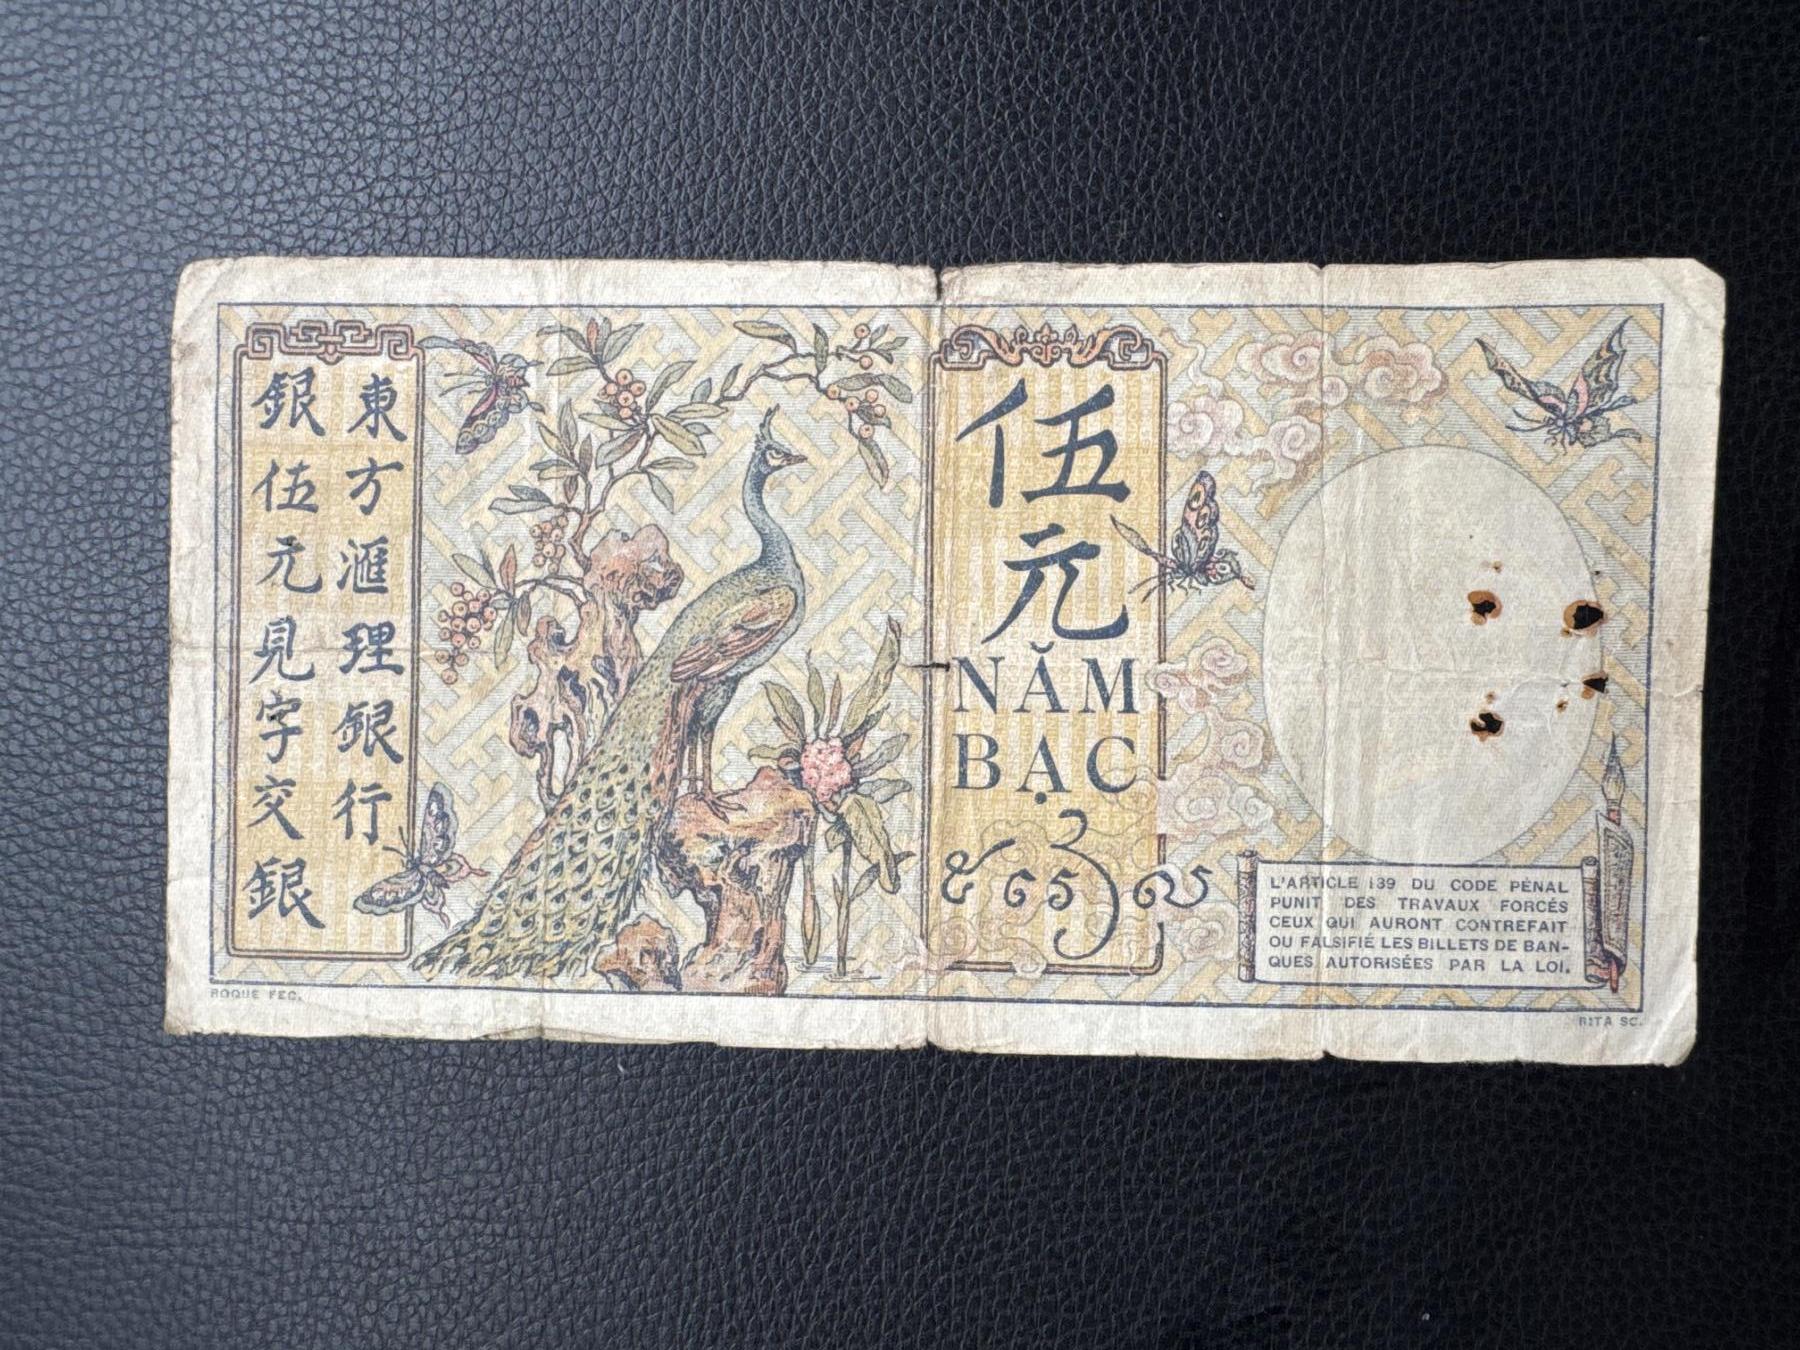 東方滙理銀行
銀伍元見字交銀
伍元
NĂM
BẠC
L'ARTICLE 139 DU CODE PÉNAL
PUNIT DES TRAVAUX FORCÉS
CEUX QUI AURONT CONTREFAIT
OU FALSIFIÉ LES BILLETS DE BAN-
QUES AUTORISÉES PAR LA LOI.
ROQUE FEC.
RITA SC.